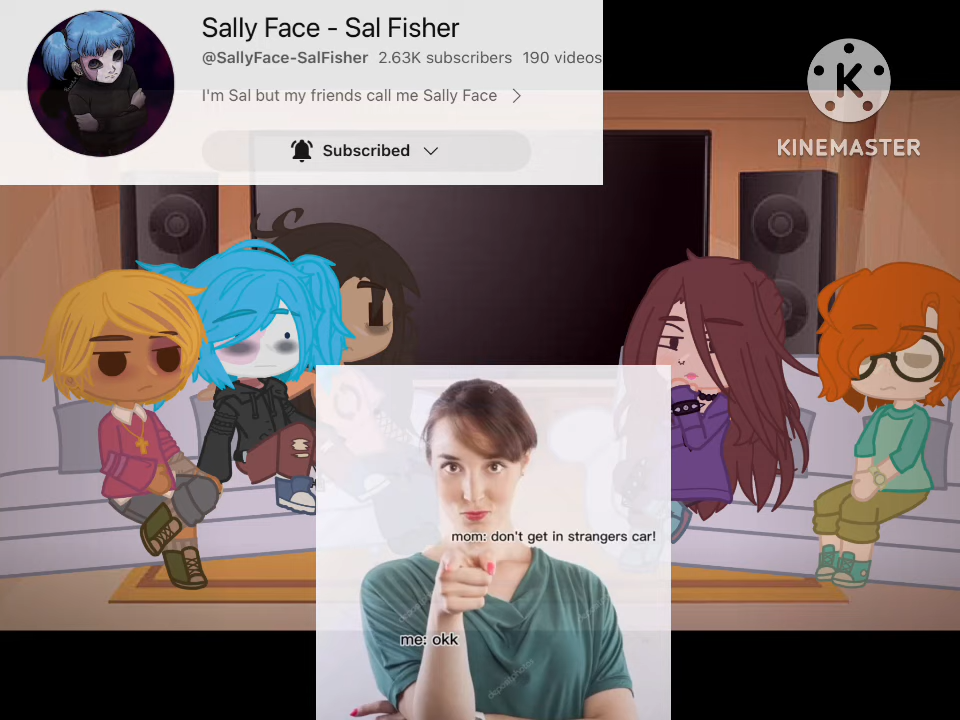 Sally Face - Sal Fisher
@SallyFace-SalFisher 2.63K subscribers 190 videos
I'm Sal but my friends call me Sally Face
Subscribed
K
KINEMASTER
mom: don't get in strangers car!
me: okk
depositphotos